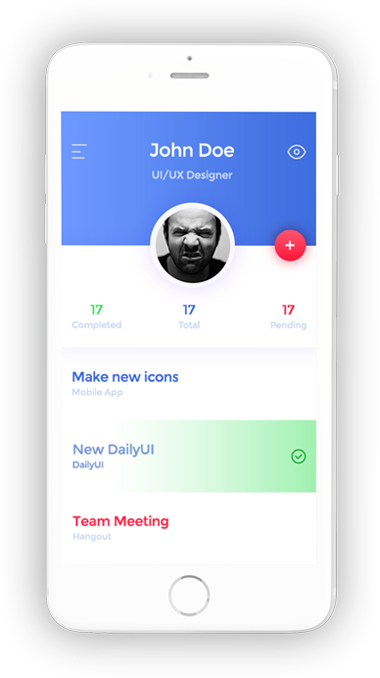 John Doe
UI/UX Designer
+
17 17 17
Completed Total Pending
Make new icons
Mobile App
New DailyUI
DailyUI
Team Meeting
Hangout